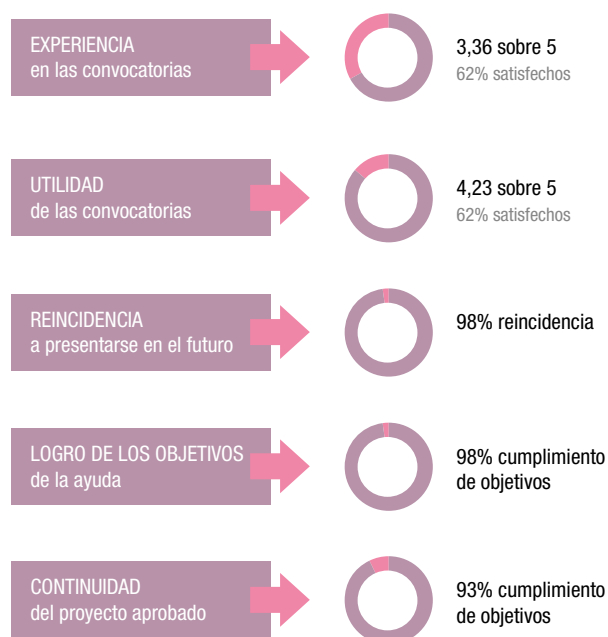 EXPERIENCIA
en las convocatorias
3,36 sobre 5
62% satisfechos
UTILIDAD
de las convocatorias
4,23 sobre 5
62% satisfechos
REINCIDENCIA
a presentarse en el futuro
98% reincidencia
LOGRO DE LOS OBJETIVOS
de la ayuda
98% cumplimiento
de objetivos
CONTINUIDAD
del proyecto aprobado
93% cumplimiento
de objetivos